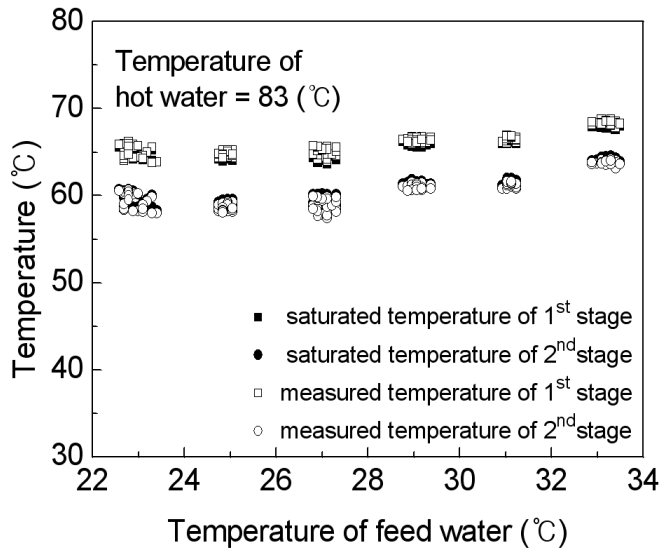 80
70
60
50
40
30
Temperature (℃)
Temperature of
hot water = 83 (℃)
saturated temperature of 1st stage
saturated temperature of 2nd stage
measured temperature of 1st stage
measured temperature of 2nd stage
22 24 26 28 30 32 34
Temperature of feed water (℃)